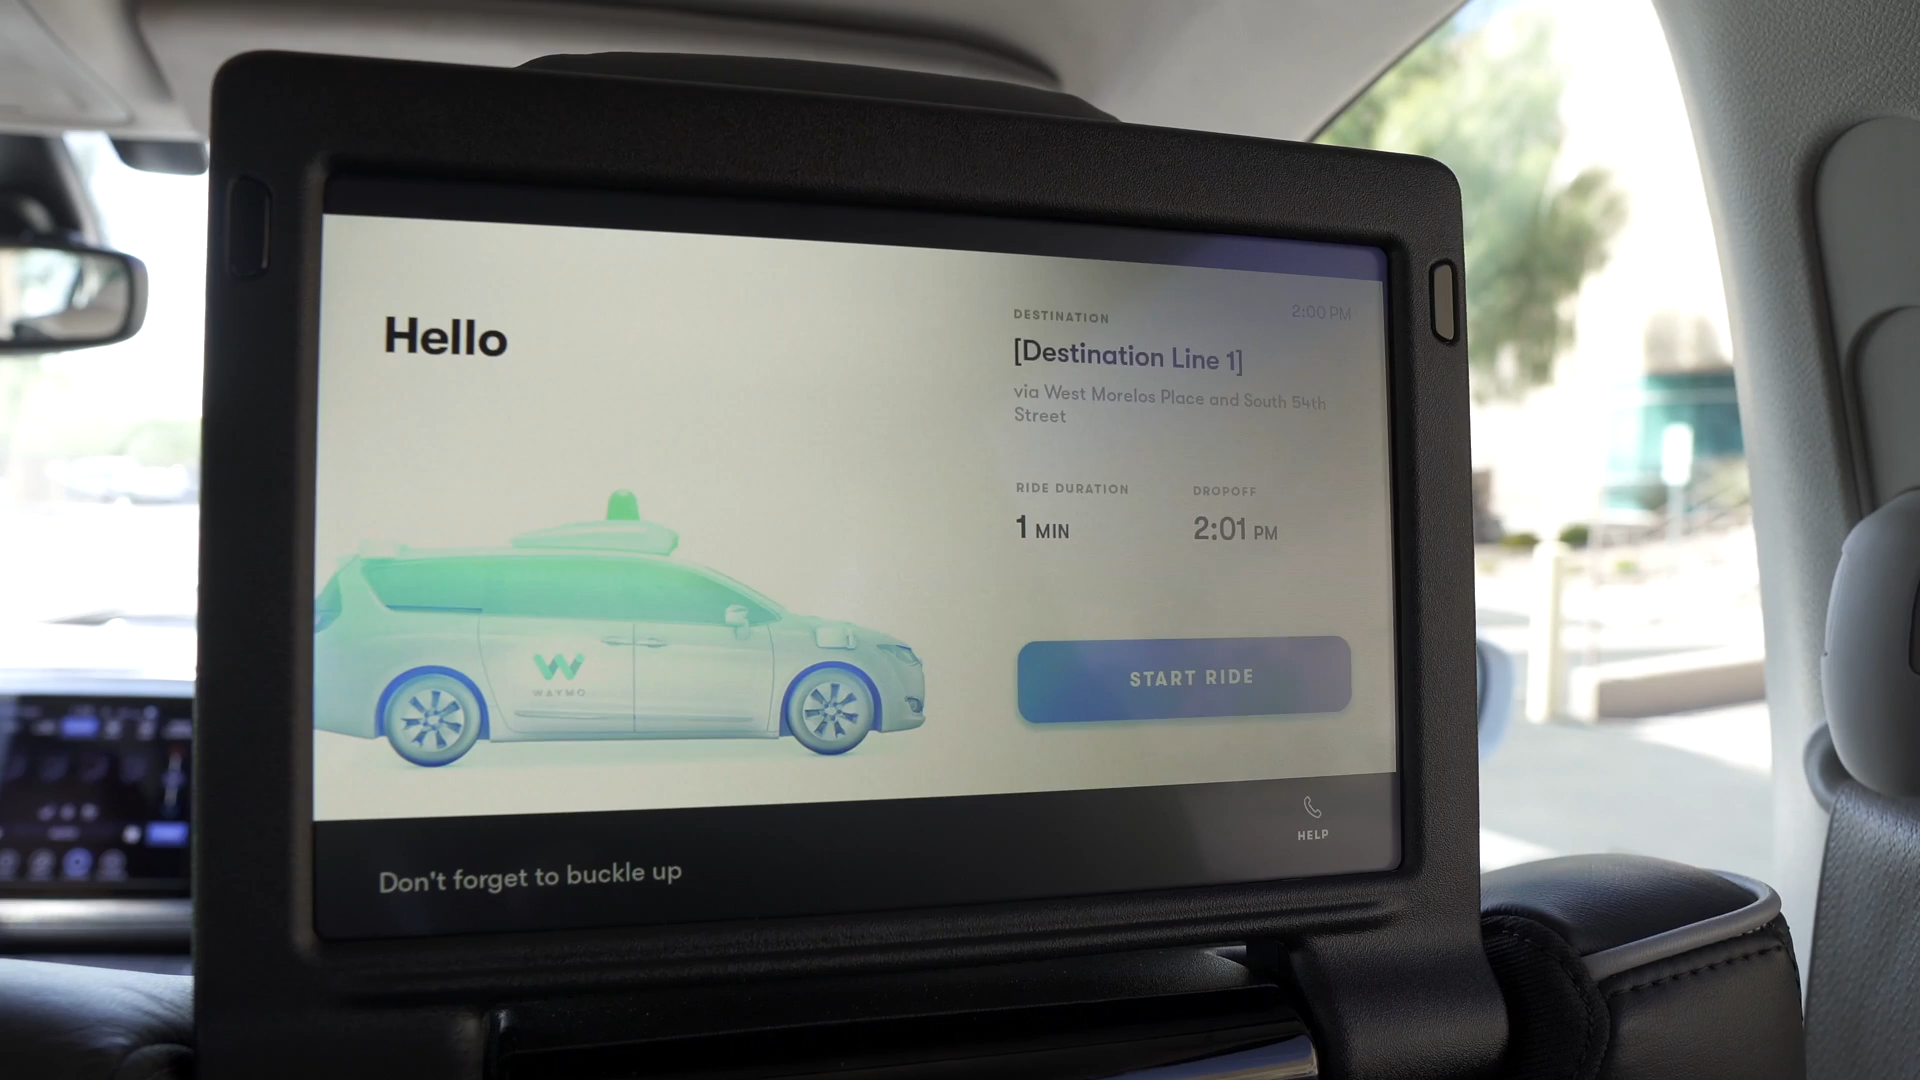 Hello
WAYMO
DESTINATION
2:00 PM
[Destination Line 1]
via West Morelos Place and South 54th
Street
RIDE DURATION
DROPOFF
1 MIN
2:01 PM
START RIDE
HELP
Don't forget to buckle up